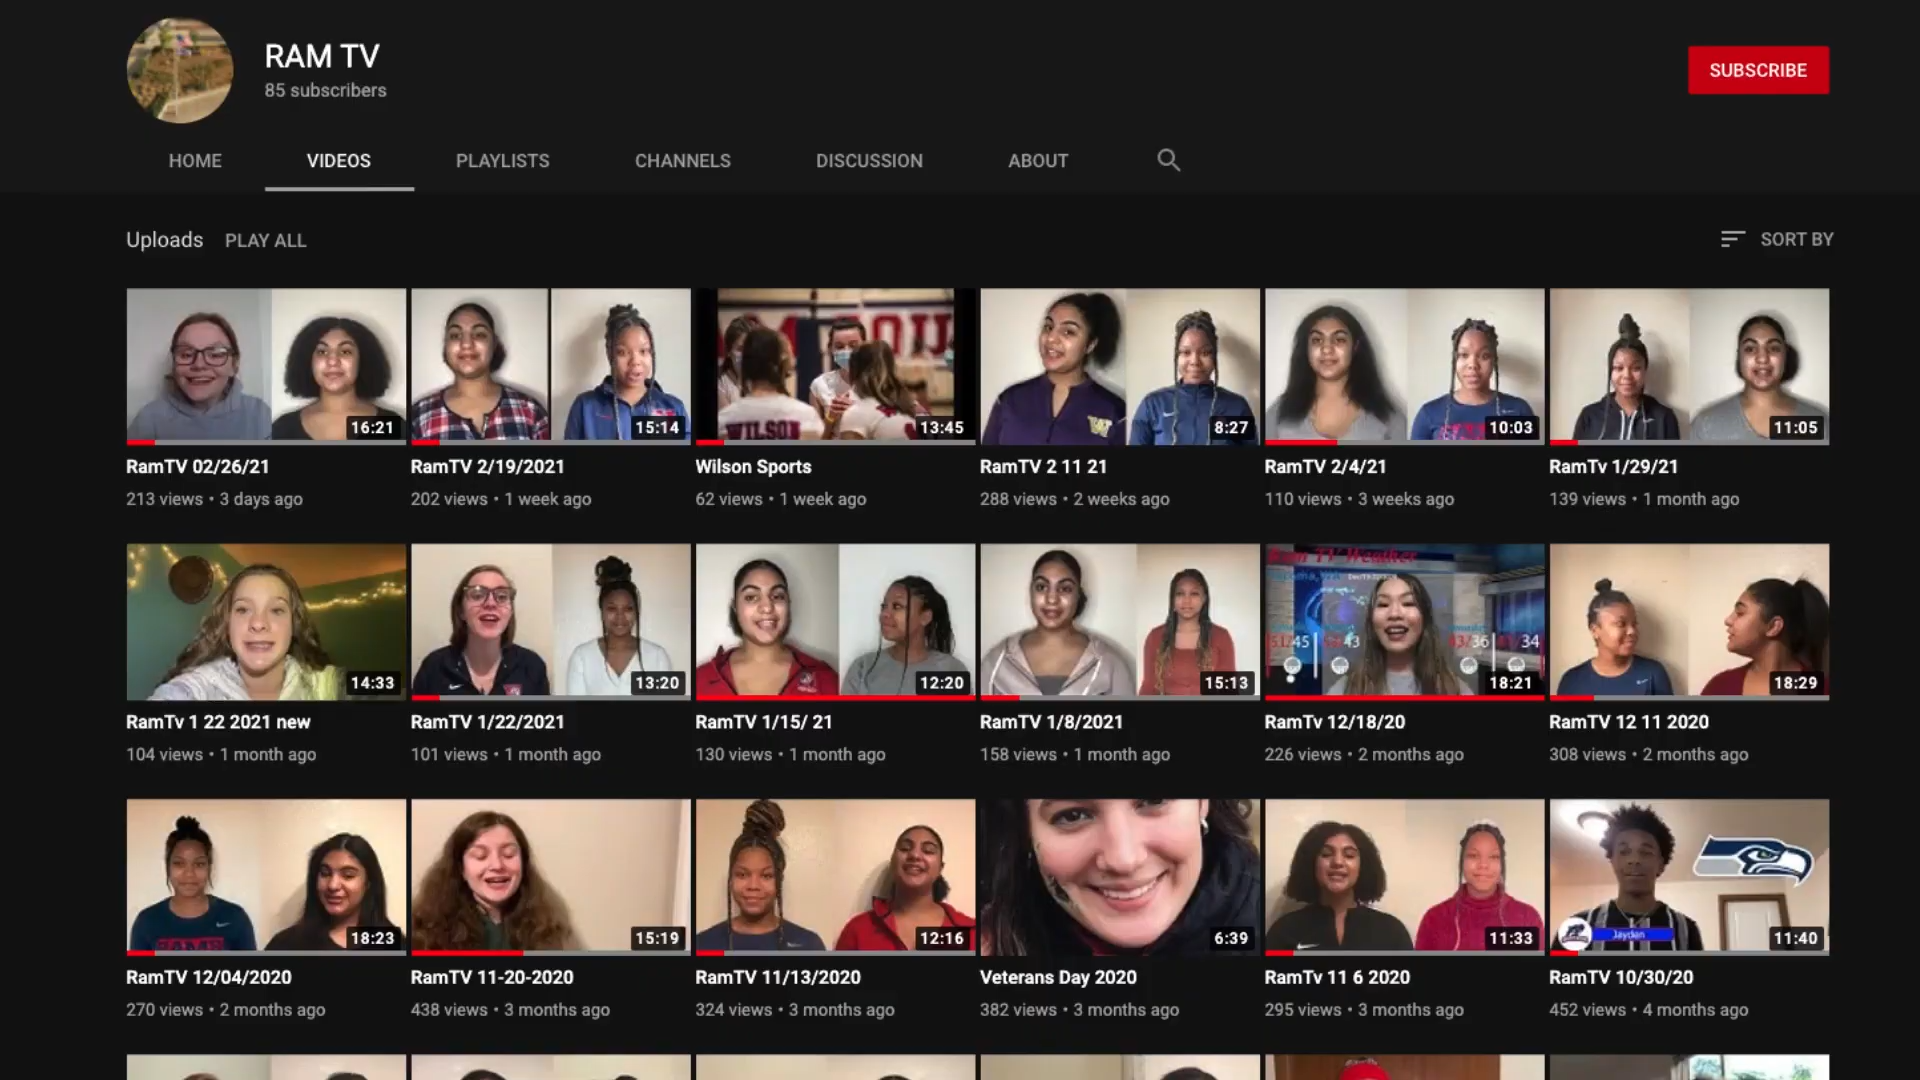 RAM TV
85 subscribers
SUBSCRIBE
HOME
VIDEOS
PLAYLISTS
CHANNELS
DISCUSSION
ABOUT
Uploads
PLAY ALL
SORT BY
16:21
15:14
WILSON
13:45
W
8:27
10:03
11:05
RamTV 02/26/21
RamTV 2/19/2021
Wilson Sports
RamTV 2 11 21
RamTV 2/4/21
RamTv 1/29/21
213 views • 3 days ago
202 views • 1 week ago
62 views • 1 week ago
288 views • 2 weeks ago
110 views • 3 weeks ago
139 views • 1 month ago
14:33
13:20
12:20
15:13
Ram TV Weather
18:21
18:29
RamTv 1 22 2021 new
RamTV 1/22/2021
RamTV 1/15/ 21
RamTV 1/8/2021
RamTv 12/18/20
RamTV 12 11 2020
104 views • 1 month ago
101 views • 1 month ago
130 views • 1 month ago
158 views • 1 month ago
226 views • 2 months ago
308 views • 2 months ago
RAMS
18:23
15:19
12:16
6:39
11:33
Jayden
11:40
RamTV 12/04/2020
RamTV 11-20-2020
RamTV 11/13/2020
Veterans Day 2020
RamTv 11 6 2020
RamTV 10/30/20
270 views • 2 months ago
438 views • 3 months ago
324 views • 3 months ago
382 views • 3 months ago
295 views • 3 months ago
452 views • 4 months ago